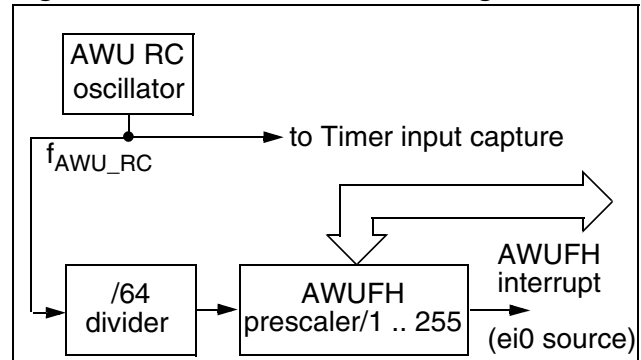 AWU RC
oscillator
to Timer input capture
fAWU_RC
AWUFH
interrupt
/64
divider
AWUFH
prescaler/1 .. 255
(ei0 source)